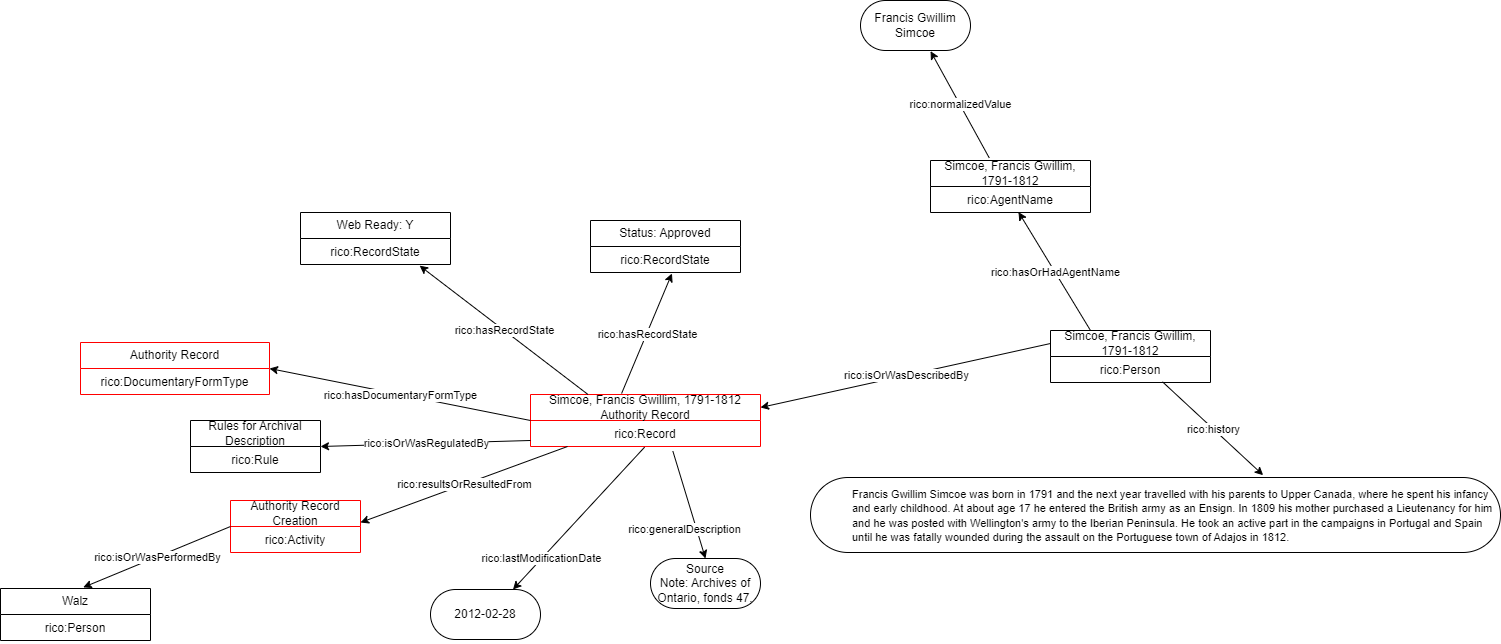 Francis Gwillim
Simcoe
rico:normalizedValue
Simcoe, Francis Gwillim,
1791-1812
rico:AgentName
rico:hasOrHadAgentName
Web Ready: Y
rico:RecordState
Status: Approved
rico:RecordState
rico:hasRecordState
rico:hasRecordState
Simcoe, Francis Gwillim,
1791-1812
rico:Person
Authority Record
rico:DocumentaryFormType
rico:hasDocumentaryFormType
rico:isOrWasDescribedBy
Simcoe, Francis Gwillim, 1791-1812
Authority Record
rico:Record
Rules for Archival
Description
rico:Rule
rico:isOrWasRegulatedBy
rico:history
rico:resultsOrResultedFrom
Authority Record
Creation
rico:Activity
Francis Gwillim Simcoe was born in 1791 and the next year travelled with his parents to Upper Canada, where he spent his infancy
and early childhood. At about age 17 he entered the British army as an Ensign. In 1809 his mother purchased a Lieutenancy for him
and he was posted with Wellington's army to the Iberian Peninsula. He took an active part in the campaigns in Portugal and Spain
until he was fatally wounded during the assault on the Portuguese town of Adajos in 1812.
rico:generalDescription
rico:isOrWasPerformedBy
rico:lastModificationDate
Source
Note: Archives of
Ontario, fonds 47.
Walz
rico:Person
2012-02-28